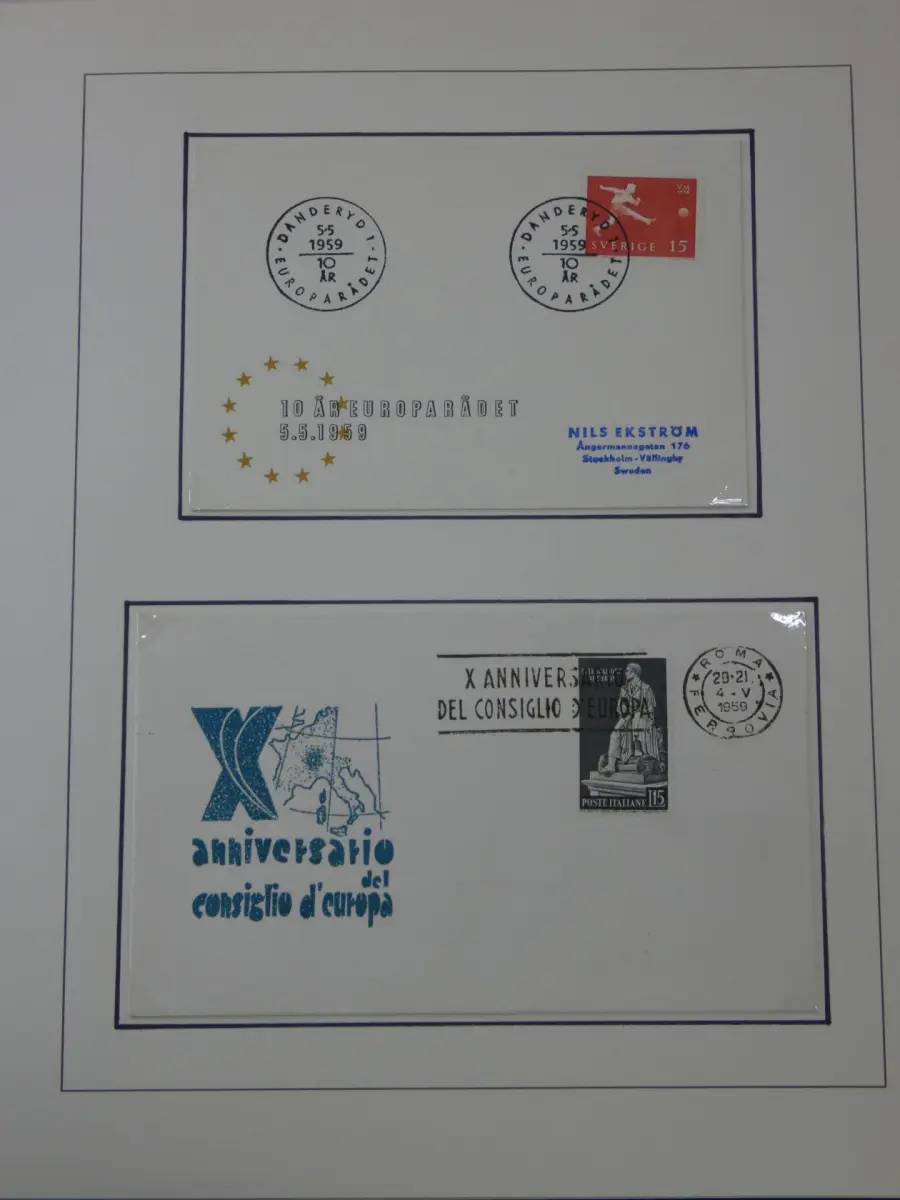 DANDERYD 1
5-5
1959
10
ÅR
EUROPARÅDET
DANDERYD 1
5-5
1959
10
ÅR
EUROPARÅDET
SVERIGE 15
10 ÅR EUROPARÅDET
5.5.1959
NILS EKSTRÖM
Ångermannagatan 176
Stockholm-Vällingby
Sweden
X ANNIVERSARIO
DEL CONSIGLIO D'EUROPA
ROMA
20-21
4-V
1959
FERROVIA
POSTE ITALIANE L15
X
anniversario
del
consiglio d'europa